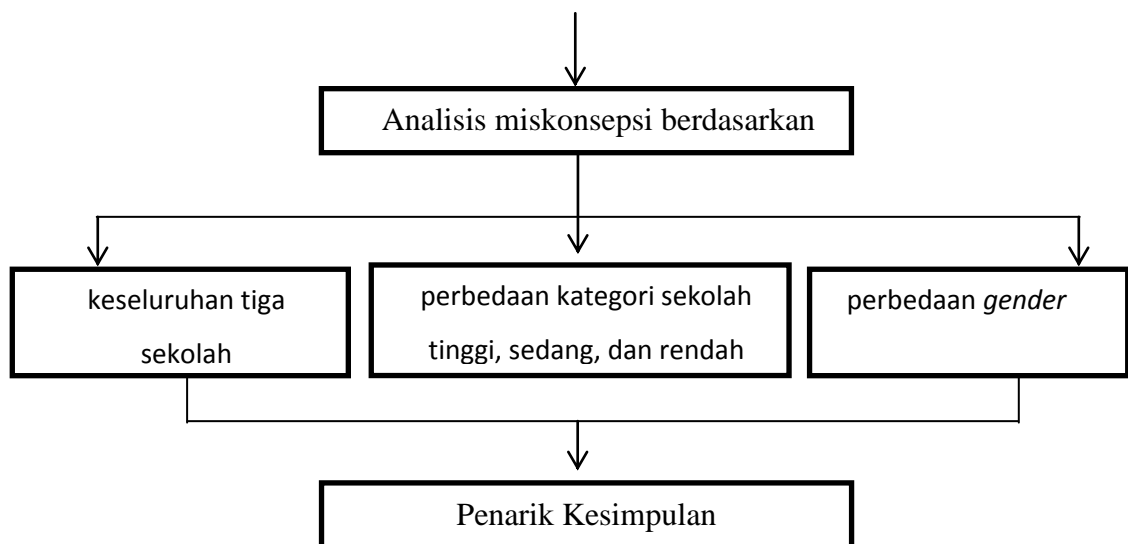 Analisis miskonsepsi berdasarkan
keseluruhan tiga
sekolah
perbedaan kategori sekolah
tinggi, sedang, dan rendah
perbedaan gender
Penarik Kesimpulan